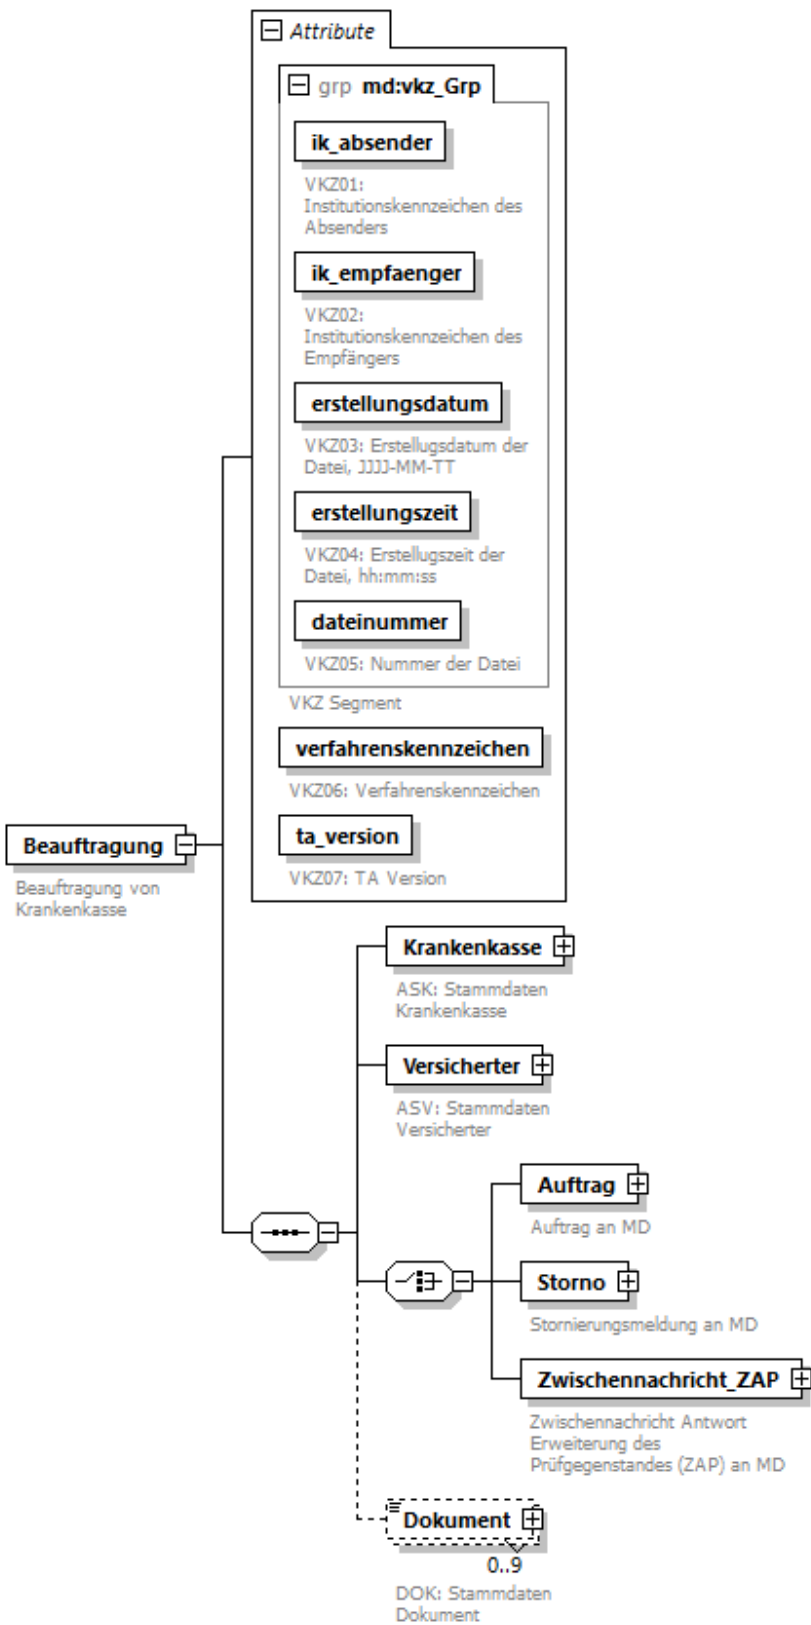 Attribute
grp md:vkz_Grp
ik_absender
VKZ01:
Institutionskennzeichen des
Absenders
ik_empfaenger
VKZ02:
Institutionskennzeichen des
Empfängers
erstellungsdatum
VKZ03: Erstellugsdatum der
Datei, JJJJ-MM-TT
erstellungszeit
VKZ04: Erstellugszeit der
Datei, hh:mm:ss
dateinummer
VKZ05: Nummer der Datei
VKZ Segment
verfahrenskennzeichen
VKZ06: Verfahrenskennzeichen
ta_version
VKZ07: TA Version
Beauftragung
Beauftragung von
Krankenkasse
Krankenkasse
ASK: Stammdaten
Krankenkasse
Versicherter
ASV: Stammdaten
Versicherter
Auftrag
Auftrag an MD
Storno
Stornierungsmeldung an MD
Zwischennachricht_ZAP
Zwischennachricht Antwort
Erweiterung des
Prüfgegenstandes (ZAP) an MD
Dokument
0..9
DOK: Stammdaten
Dokument